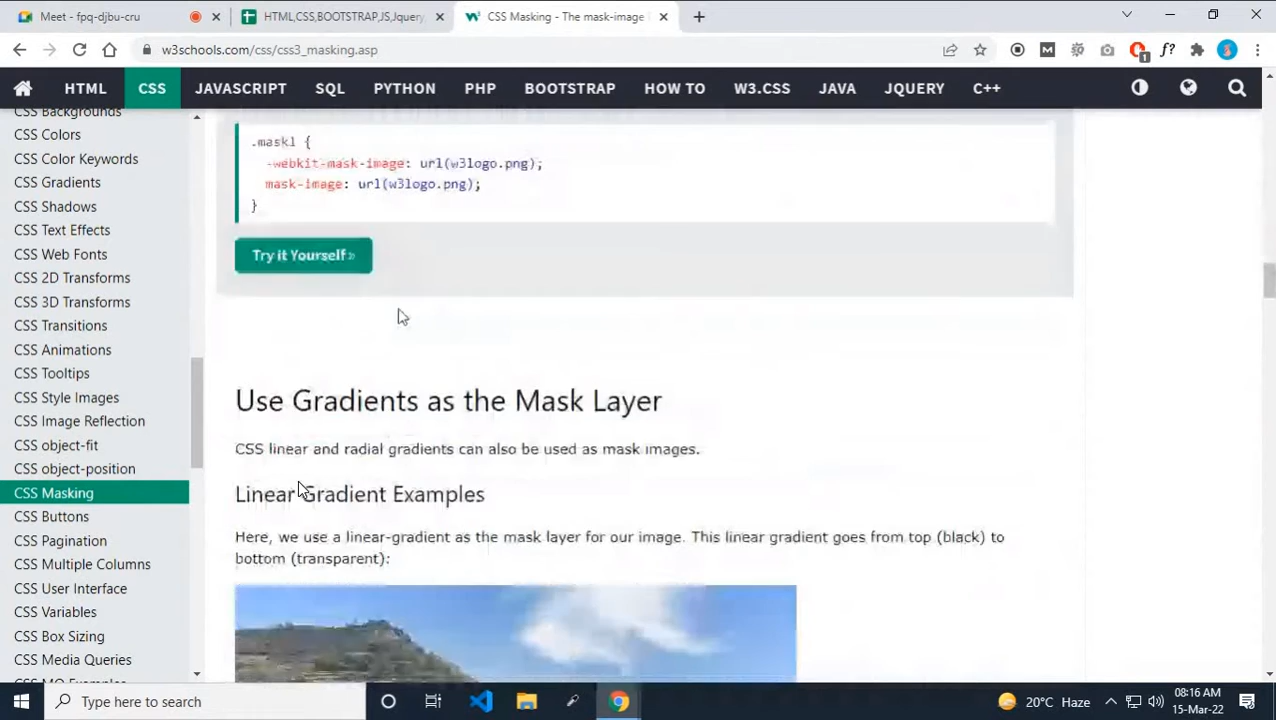 Meet - fpq-djbu-cru
HTML,CSS,BOOTSTRAP,JS,Jquery,
CSS Masking - The mask-image
w3schools.com/css/css3_masking.asp
1
HTML
CSS
JAVASCRIPT
SQL
PYTHON
PHP
BOOTSTRAP
HOW TO
W3.CSS
JAVA
JQUERY
C++
CSS Backgrounds
CSS Colors
CSS Color Keywords
CSS Gradients
CSS Shadows
CSS Text Effects
CSS Web Fonts
CSS 2D Transforms
CSS 3D Transforms
CSS Transitions
CSS Animations
CSS Tooltips
CSS Style Images
CSS Image Reflection
CSS object-fit
CSS object-position
CSS Masking
CSS Buttons
CSS Pagination
CSS Multiple Columns
CSS User Interface
CSS Variables
CSS Box Sizing
CSS Media Queries
.mask1 {
-webkit-mask-image: url(w3logo.png);
mask-image: url(w3logo.png);
}
Try it Yourself »
Use Gradients as the Mask Layer
CSS linear and radial gradients can also be used as mask images.
Linear Gradient Examples
Here, we use a linear-gradient as the mask layer for our image. This linear gradient goes from top (black) to
bottom (transparent):
Type here to search
20°C Haze
08:16 AM
15-Mar-22